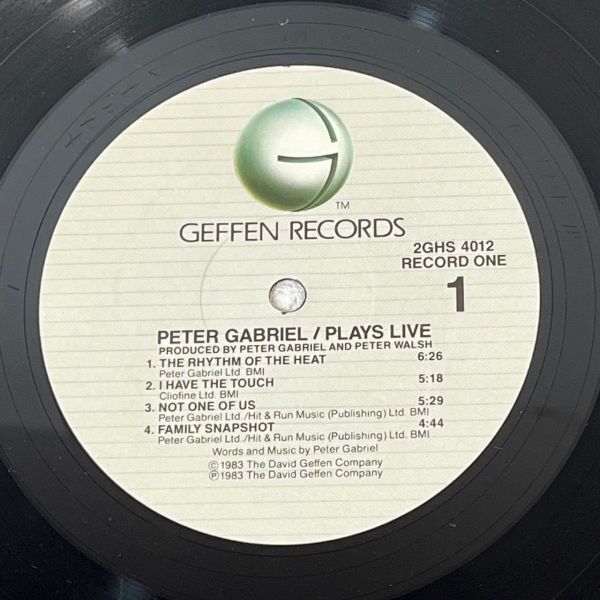 G
TM
GEFFEN RECORDS
2GHS 4012
RECORD ONE
1
PETER GABRIEL / PLAYS LIVE
PRODUCED BY PETER GABRIEL AND PETER WALSH
1. THE RHYTHM OF THE HEAT 6:26
Peter Gabriel Ltd. BMI
2. I HAVE THE TOUCH 5:18
Cliofine Ltd. BMI
3. NOT ONE OF US 5:29
Peter Gabriel Ltd./Hit & Run Music (Publishing) Ltd. BMI
4. FAMILY SNAPSHOT 4:44
Peter Gabriel Ltd./Hit & Run Music (Publishing) Ltd. BMI
Words and Music by Peter Gabriel
©1983 The David Geffen Company
℗1983 The David Geffen Company